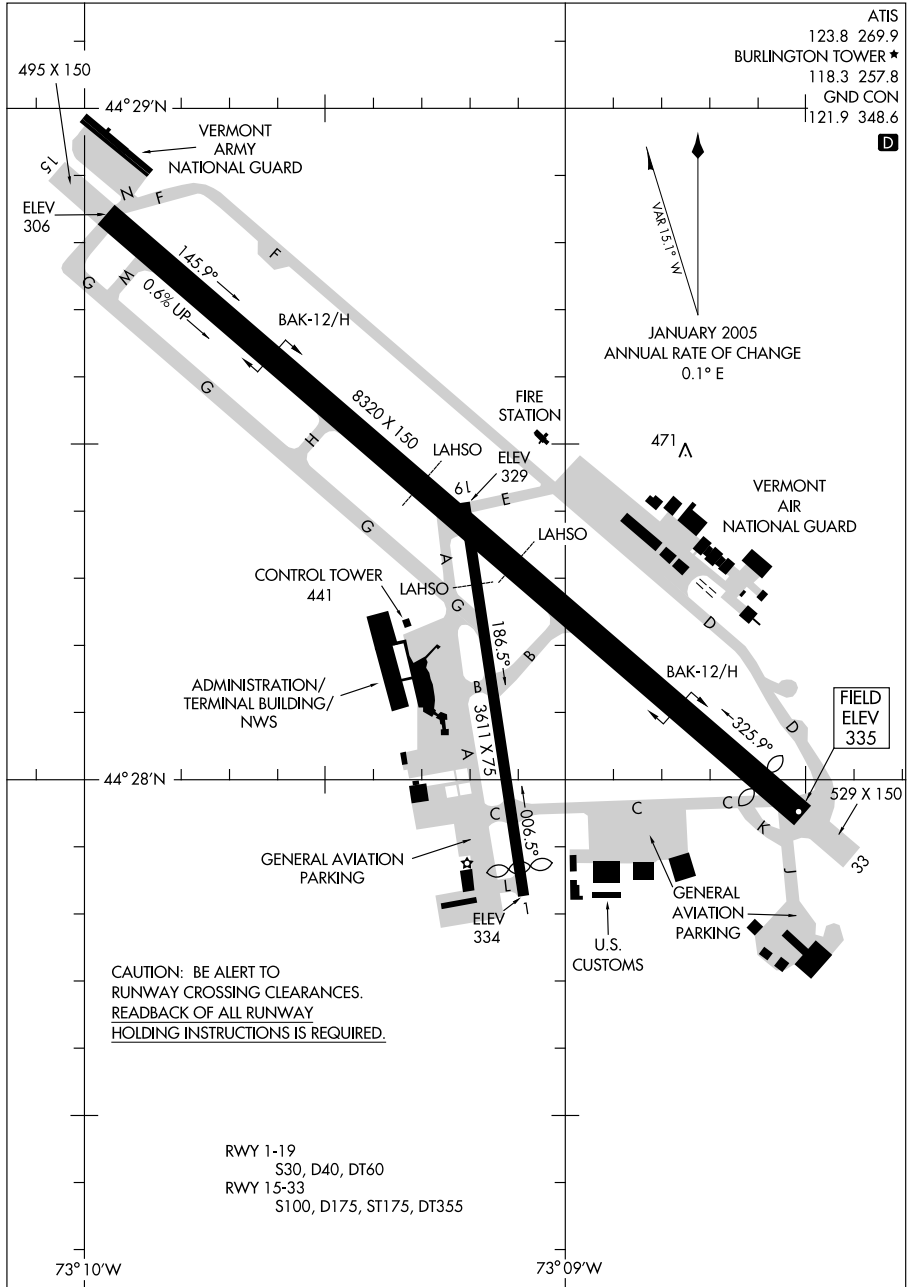 ATIS
123.8 269.9
BURLINGTON TOWER ★
118.3 257.8
GND CON
121.9 348.6
D
495 X 150
44°29'N
VERMONT
ARMY
NATIONAL GUARD
15
N
F
ELEV
306
VAR 15.1° W
145.9°
F
G
M
0.6% UP
BAK-12/H
JANUARY 2005
ANNUAL RATE OF CHANGE
0.1° E
G
8320 X 150
FIRE
STATION
H
LAHSO
ELEV
329
471
19
E
VERMONT
AIR
NATIONAL GUARD
G
LAHSO
A
CONTROL TOWER
441
LAHSO
G
D
186.5°
B
ADMINISTRATION/
TERMINAL BUILDING/
NWS
B
BAK-12/H
3611 X 75
FIELD
ELEV
335
325.9°
D
A
44°28'N
529 X 150
006.5°
C
C
C
K
33
GENERAL AVIATION
PARKING
J
L
1
ELEV
334
GENERAL
AVIATION
PARKING
U.S.
CUSTOMS
CAUTION: BE ALERT TO
RUNWAY CROSSING CLEARANCES.
READBACK OF ALL RUNWAY
HOLDING INSTRUCTIONS IS REQUIRED.
RWY 1-19
S30, D40, DT60
RWY 15-33
S100, D175, ST175, DT355
73°10'W
73°09'W